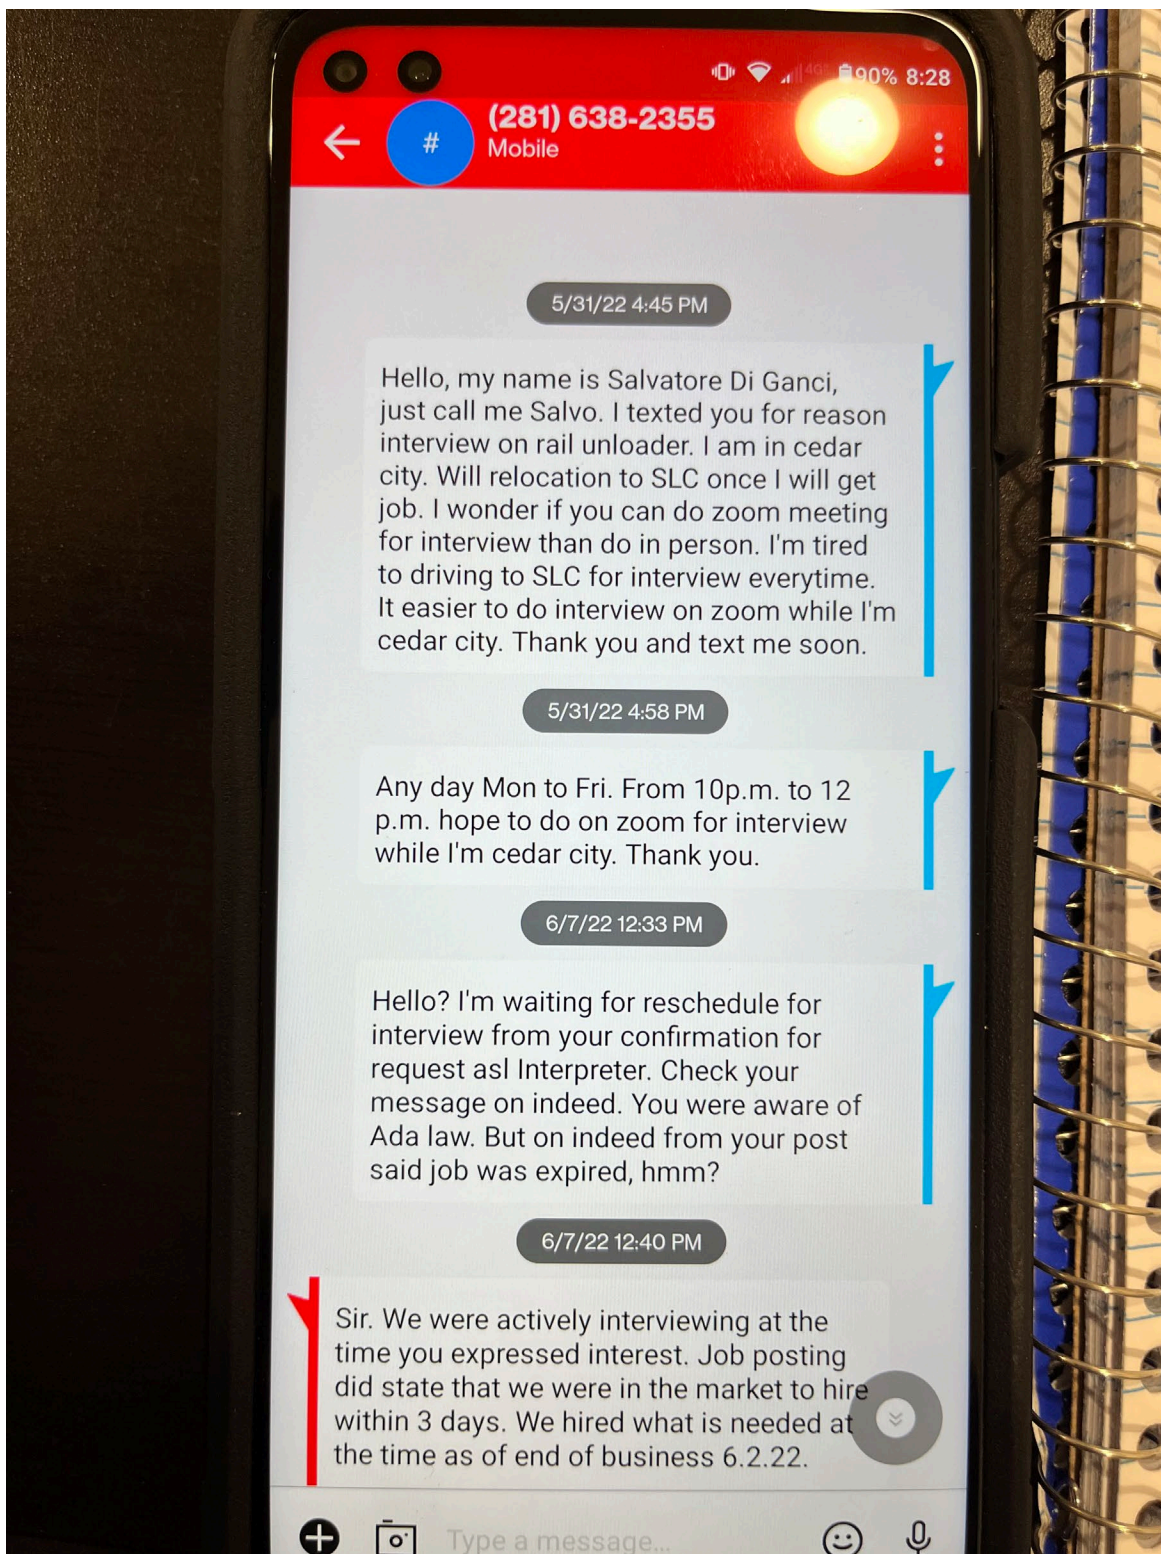 90% 8:28
(281) 638-2355
#
Mobile
5/31/22 4:45 PM
Hello, my name is Salvatore Di Ganci,
just call me Salvo. I texted you for reason
interview on rail unloader. I am in cedar
city. Will relocation to SLC once I will get
job. I wonder if you can do zoom meeting
for interview than do in person. I'm tired
to driving to SLC for interview everytime.
It easier to do interview on zoom while I'm
cedar city. Thank you and text me soon.
5/31/22 4:58 PM
Any day Mon to Fri. From 10p.m. to 12
p.m. hope to do on zoom for interview
while I'm cedar city. Thank you.
6/7/22 12:33 PM
Hello? I'm waiting for reschedule for
interview from your confirmation for
request asl Interpreter. Check your
message on indeed. You were aware of
Ada law. But on indeed from your post
said job was expired, hmm?
6/7/22 12:40 PM
Sir. We were actively interviewing at the
time you expressed interest. Job posting
did state that we were in the market to hire
within 3 days. We hired what is needed at
the time as of end of business 6.2.22.
Type a message...